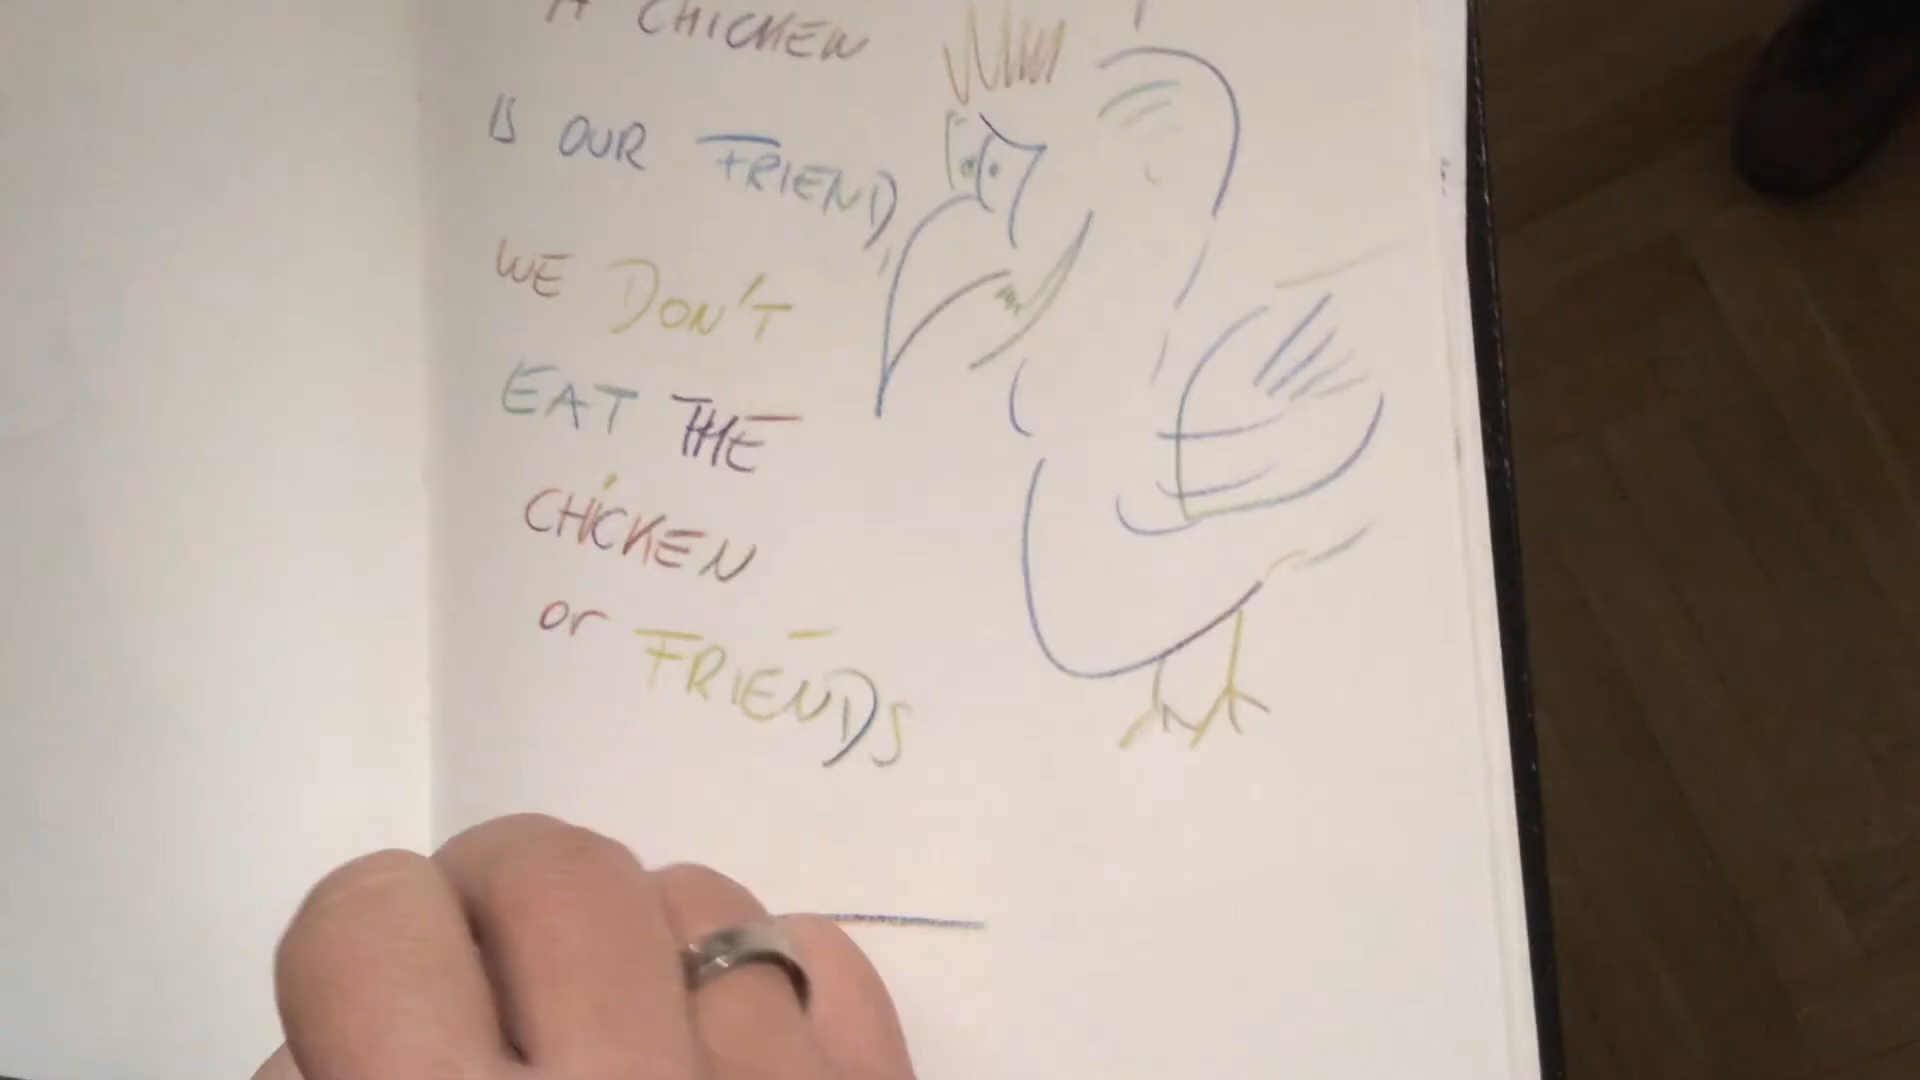 A CHICKEN
IS OUR FRIEND,
WE DON'T
EAT THE
CHICKEN
or FRIENDS